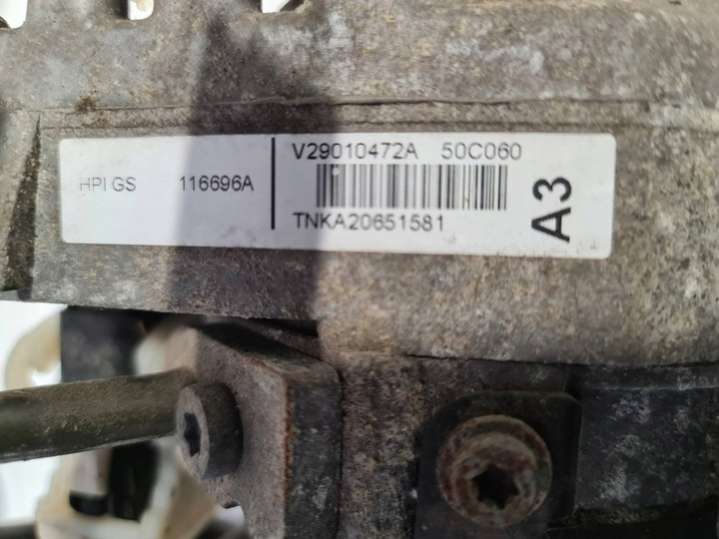 HPI GS 116696A
V29010472A 50C060
TNKA20651581
A3